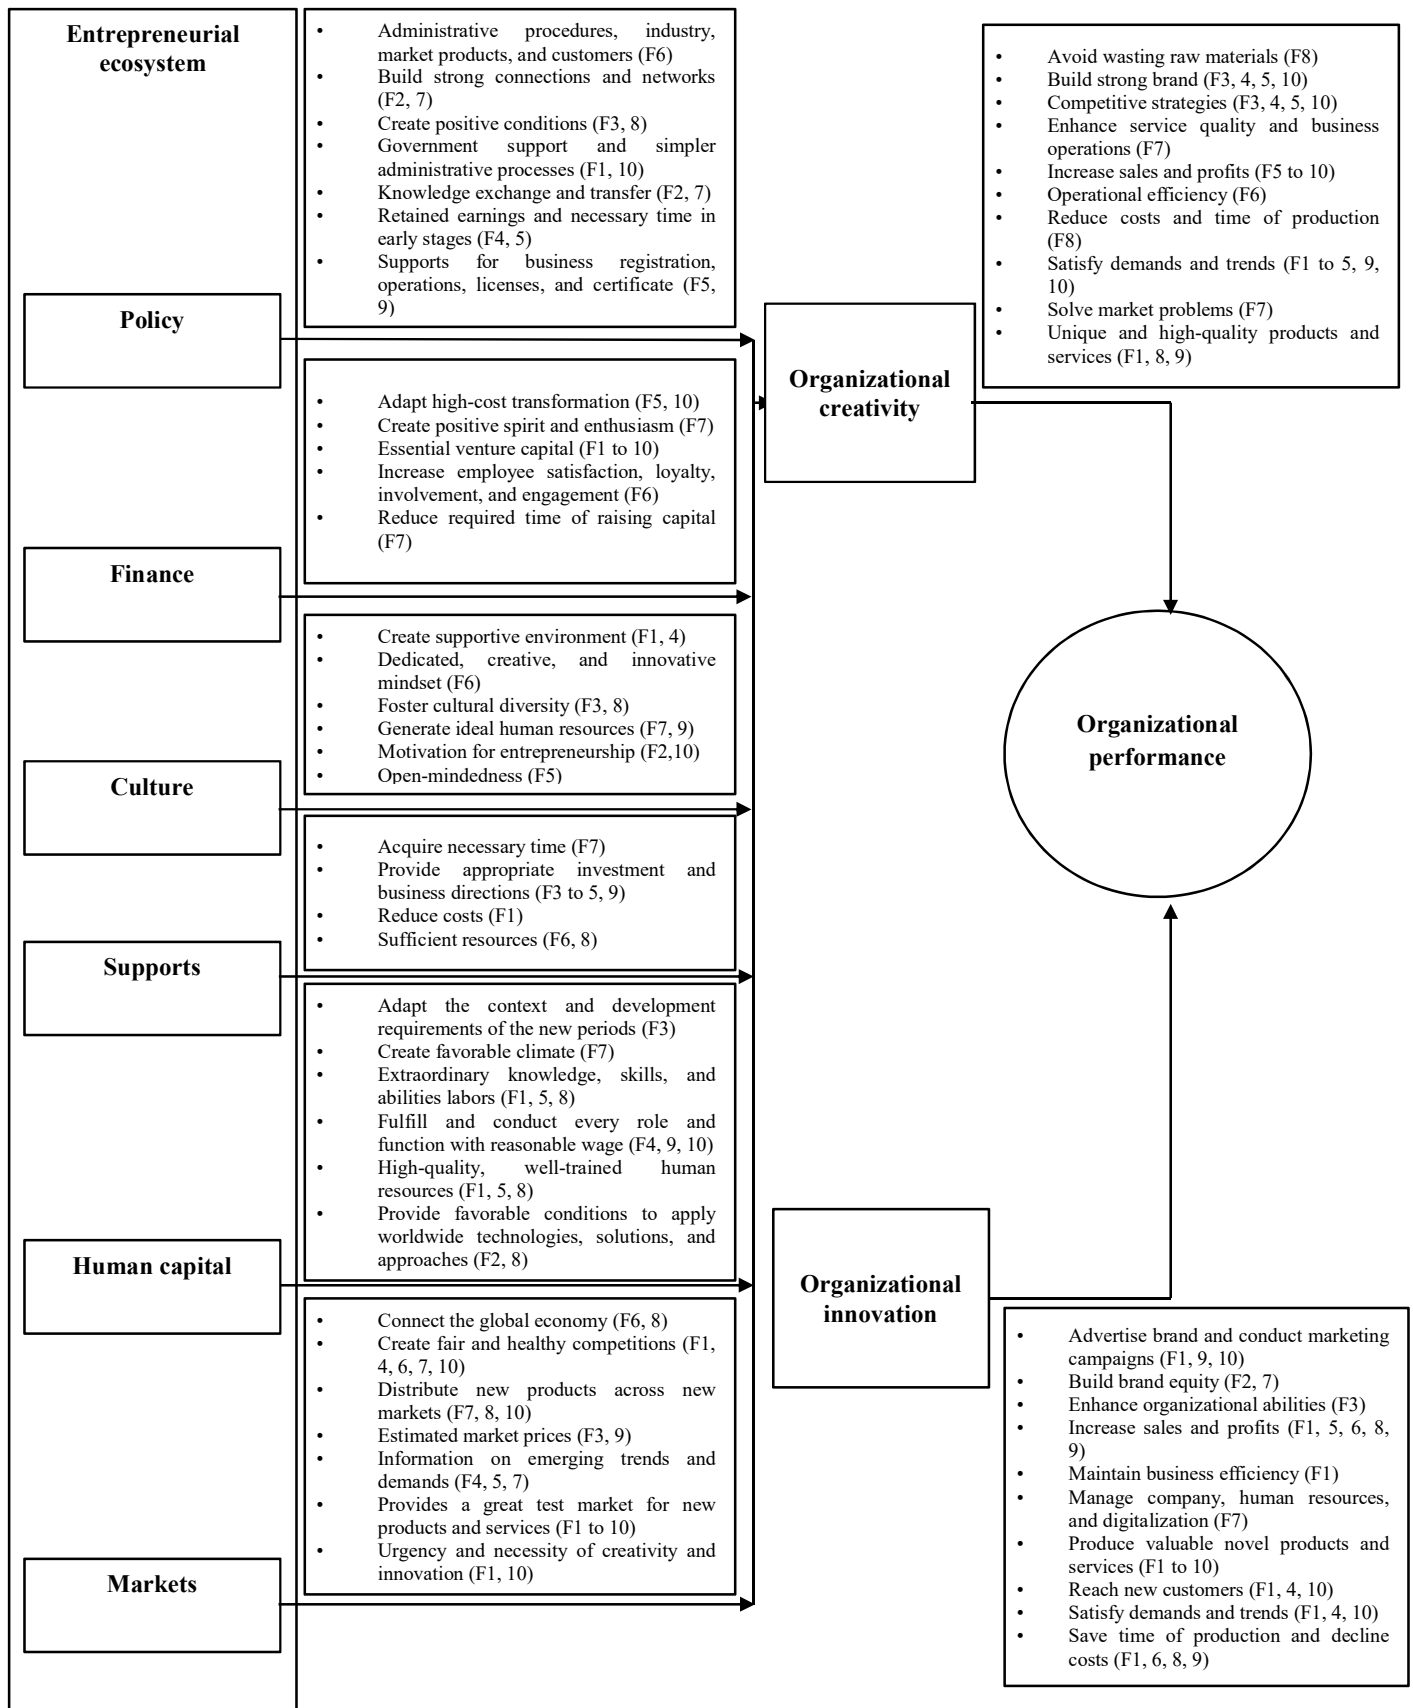 Entrepreneurial
ecosystem
• Administrative procedures, industry,
market products, and customers (F6)
• Build strong connections and networks
(F2, 7)
• Create positive conditions (F3, 8)
• Government support and simpler
administrative processes (F1, 10)
• Knowledge exchange and transfer (F2, 7)
• Retained earnings and necessary time in
early stages (F4, 5)
• Supports for business registration,
operations, licenses, and certificate (F5,
9)
Policy
• Adapt high-cost transformation (F5, 10)
• Create positive spirit and enthusiasm (F7)
• Essential venture capital (F1 to 10)
• Increase employee satisfaction, loyalty,
involvement, and engagement (F6)
• Reduce required time of raising capital
(F7)
Finance
• Create supportive environment (F1, 4)
• Dedicated, creative, and innovative
mindset (F6)
• Foster cultural diversity (F3, 8)
• Generate ideal human resources (F7, 9)
• Motivation for entrepreneurship (F2,10)
• Open-mindedness (F5)
Culture
• Acquire necessary time (F7)
• Provide appropriate investment and
business directions (F3 to 5, 9)
• Reduce costs (F1)
• Sufficient resources (F6, 8)
Supports
• Adapt the context and development
requirements of the new periods (F3)
• Create favorable climate (F7)
• Extraordinary knowledge, skills, and
abilities labors (F1, 5, 8)
• Fulfill and conduct every role and
function with reasonable wage (F4, 9, 10)
• High-quality, well-trained human
resources (F1, 5, 8)
• Provide favorable conditions to apply
worldwide technologies, solutions, and
approaches (F2, 8)
Human capital
• Connect the global economy (F6, 8)
• Create fair and healthy competitions (F1,
4, 6, 7, 10)
• Distribute new products across new
markets (F7, 8, 10)
• Estimated market prices (F3, 9)
• Information on emerging trends and
demands (F4, 5, 7)
• Provides a great test market for new
products and services (F1 to 10)
• Urgency and necessity of creativity and
innovation (F1, 10)
Markets
Organizational
creativity
• Avoid wasting raw materials (F8)
• Build strong brand (F3, 4, 5, 10)
• Competitive strategies (F3, 4, 5, 10)
• Enhance service quality and business
operations (F7)
• Increase sales and profits (F5 to 10)
• Operational efficiency (F6)
• Reduce costs and time of production
(F8)
• Satisfy demands and trends (F1 to 5, 9,
10)
• Solve market problems (F7)
• Unique and high-quality products and
services (F1, 8, 9)
Organizational
performance
Organizational
innovation
• Advertise brand and conduct marketing
campaigns (F1, 9, 10)
• Build brand equity (F2, 7)
• Enhance organizational abilities (F3)
• Increase sales and profits (F1, 5, 6, 8,
9)
• Maintain business efficiency (F1)
• Manage company, human resources,
and digitalization (F7)
• Produce valuable novel products and
services (F1 to 10)
• Reach new customers (F1, 4, 10)
• Satisfy demands and trends (F1, 4, 10)
• Save time of production and decline
costs (F1, 6, 8, 9)